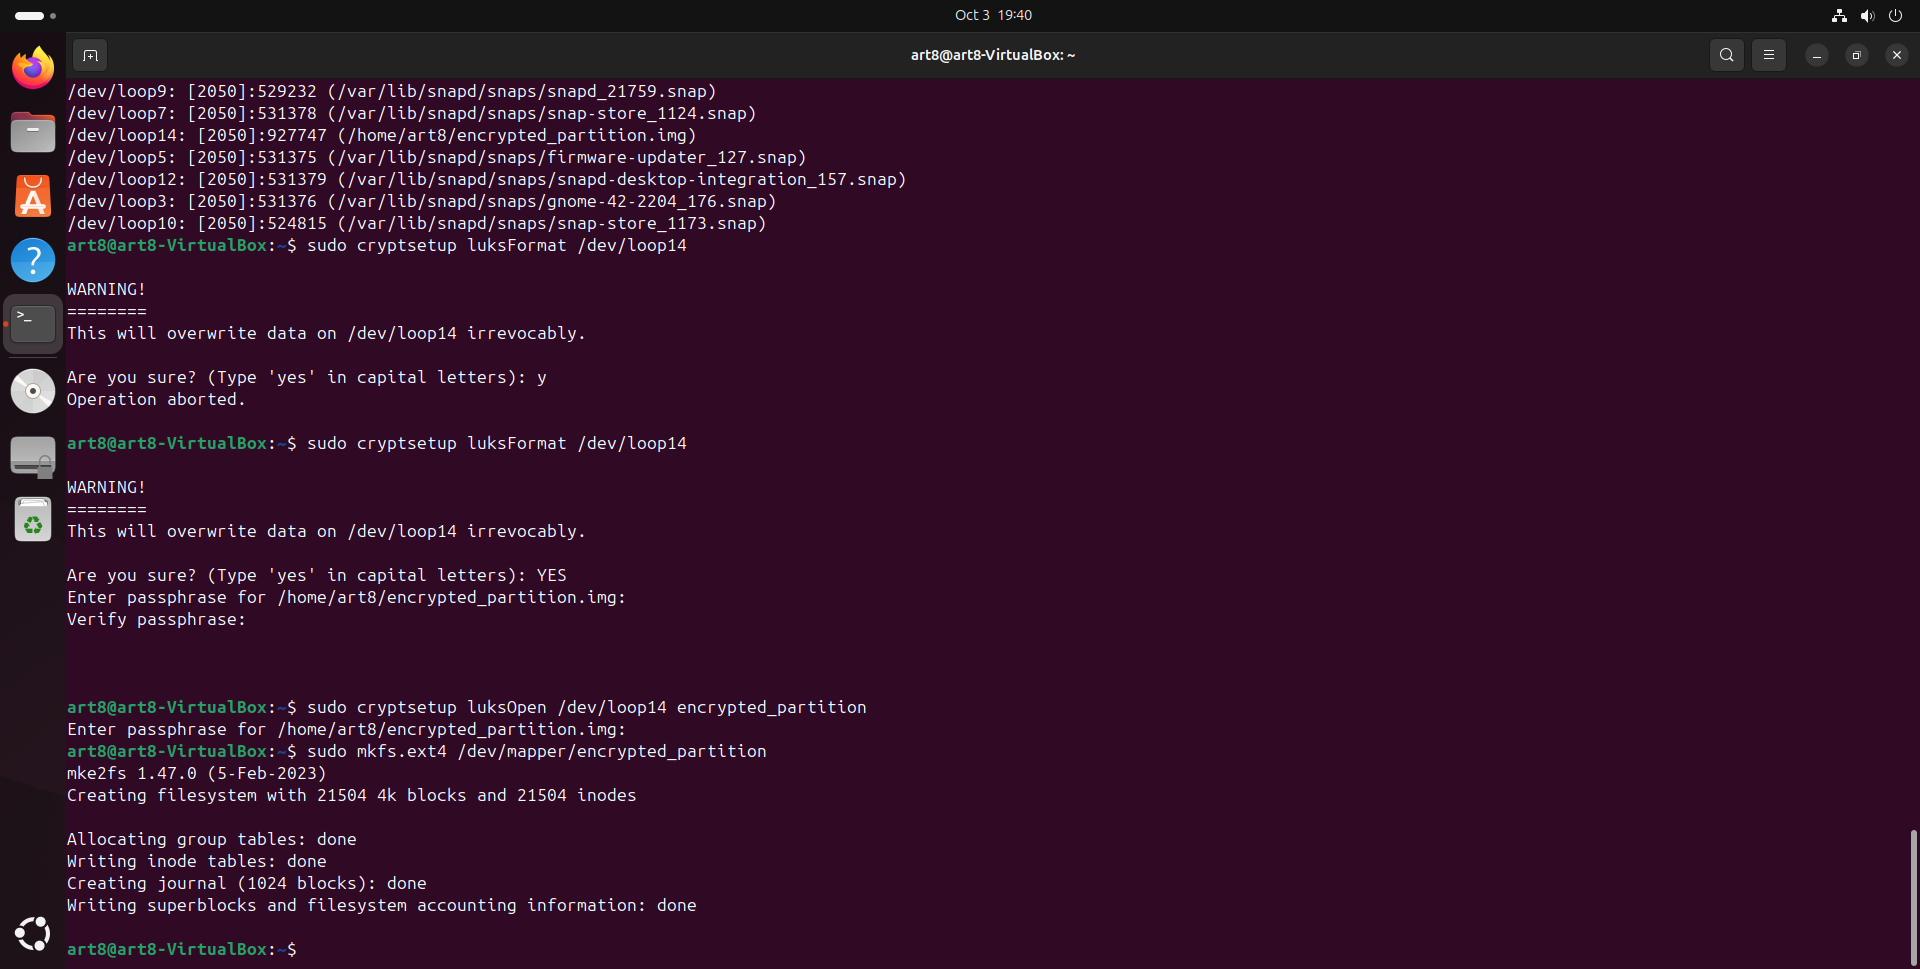 Oct 3 19:40
art8@art8-VirtualBox: ~
/dev/loop9: [2050]:529232 (/var/lib/snapd/snaps/snapd_21759.snap)
/dev/loop7: [2050]:531378 (/var/lib/snapd/snaps/snap-store_1124.snap)
/dev/loop14: [2050]:927747 (/home/art8/encrypted_partition.img)
/dev/loop5: [2050]:531375 (/var/lib/snapd/snaps/firmware-updater_127.snap)
/dev/loop12: [2050]:531379 (/var/lib/snapd/snaps/snapd-desktop-integration_157.snap)
/dev/loop3: [2050]:531376 (/var/lib/snapd/snaps/gnome-42-2204_176.snap)
/dev/loop10: [2050]:524815 (/var/lib/snapd/snaps/snap-store_1173.snap)
art8@art8-VirtualBox:~$ sudo cryptsetup luksFormat /dev/loop14
WARNING!
========
This will overwrite data on /dev/loop14 irrevocably.
Are you sure? (Type 'yes' in capital letters): y
Operation aborted.
art8@art8-VirtualBox:~$ sudo cryptsetup luksFormat /dev/loop14
WARNING!
========
This will overwrite data on /dev/loop14 irrevocably.
Are you sure? (Type 'yes' in capital letters): YES
Enter passphrase for /home/art8/encrypted_partition.img:
Verify passphrase:
art8@art8-VirtualBox:~$ sudo cryptsetup luksOpen /dev/loop14 encrypted_partition
Enter passphrase for /home/art8/encrypted_partition.img:
art8@art8-VirtualBox:~$ sudo mkfs.ext4 /dev/mapper/encrypted_partition
mke2fs 1.47.0 (5-Feb-2023)
Creating filesystem with 21504 4k blocks and 21504 inodes
Allocating group tables: done
Writing inode tables: done
Creating journal (1024 blocks): done
Writing superblocks and filesystem accounting information: done
art8@art8-VirtualBox:~$